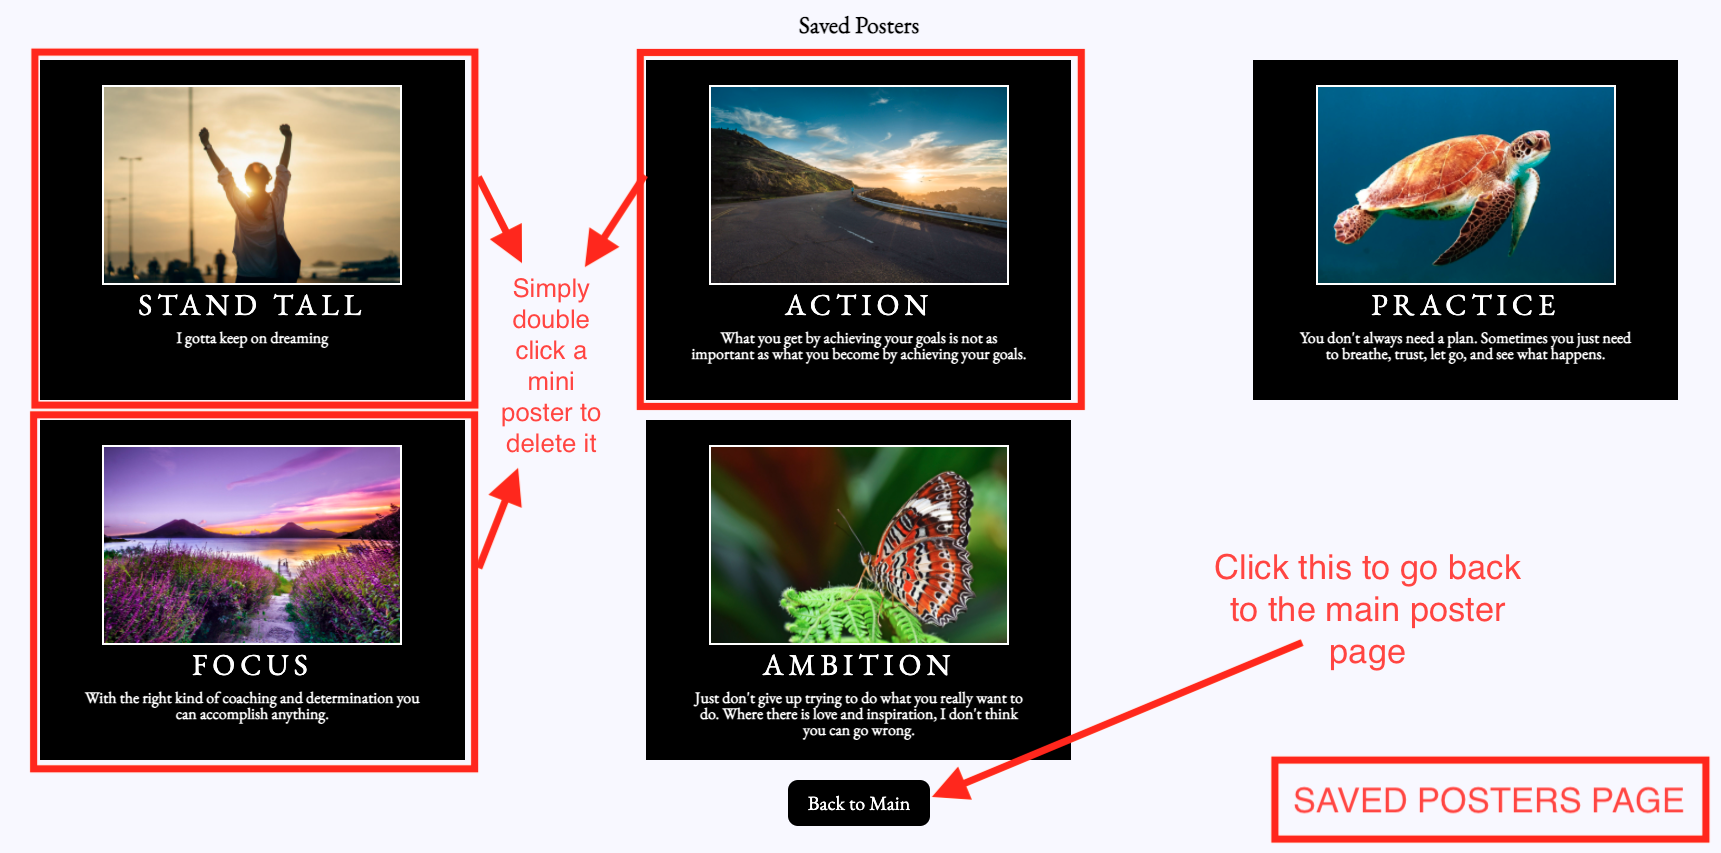 Saved Posters
STAND TALL
I gotta keep on dreaming
ACTION
What you get by achieving your goals is not as
important as what you become by achieving your goals.
PRACTICE
You don't always need a plan. Sometimes you just need
to breathe, trust, let go, and see what happens.
Simply
double
click a
mini
poster to
delete it
FOCUS
With the right kind of coaching and determination you
can accomplish anything.
AMBITION
Just don't give up trying to do what you really want to
do. Where there is love and inspiration, I don't think
you can go wrong.
Click this to go back
to the main poster
page
Back to Main
SAVED POSTERS PAGE